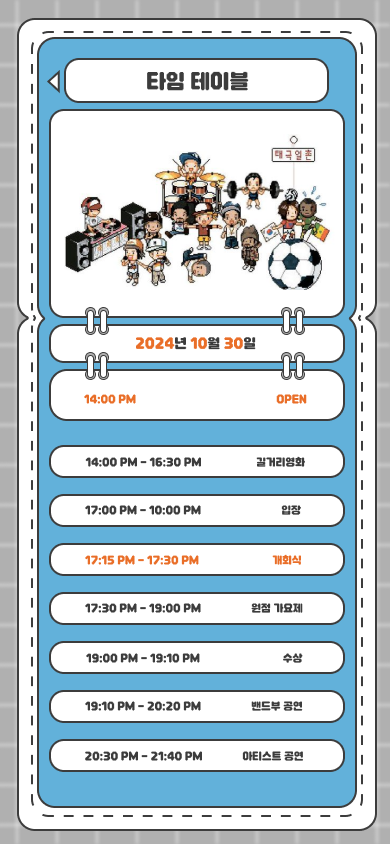 타임 테이블
태극열촌
2024년 10월 30일
14:00 PM OPEN
14:00 PM - 16:30 PM 길거리영화
17:00 PM - 10:00 PM 입장
17:15 PM - 17:30 PM 개회식
17:30 PM - 19:00 PM 원점 가요제
19:00 PM - 19:10 PM 수상
19:10 PM - 20:20 PM 밴드부 공연
20:30 PM - 21:40 PM 아티스트 공연